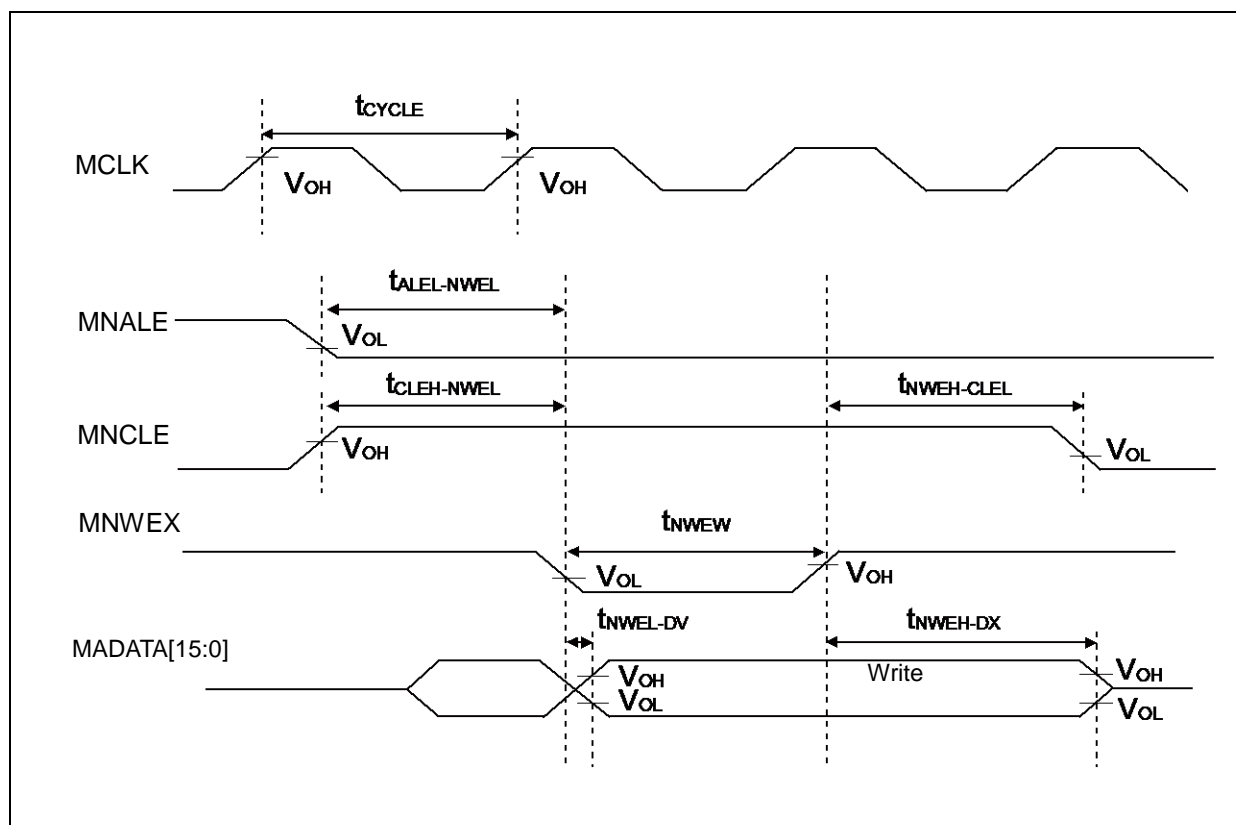 tCYCLE
MCLK
VOH VOH
tALEL-NWEL
MNALE
VOL
tCLEH-NWEL tNWEH-CLEL
MNCLE
VOH VOL
MNWEX
tNWEW
VOL VOH
tNWEL-DV tNWEH-DX
MADATA[15:0]
Write
VOH VOH
VOL VOL